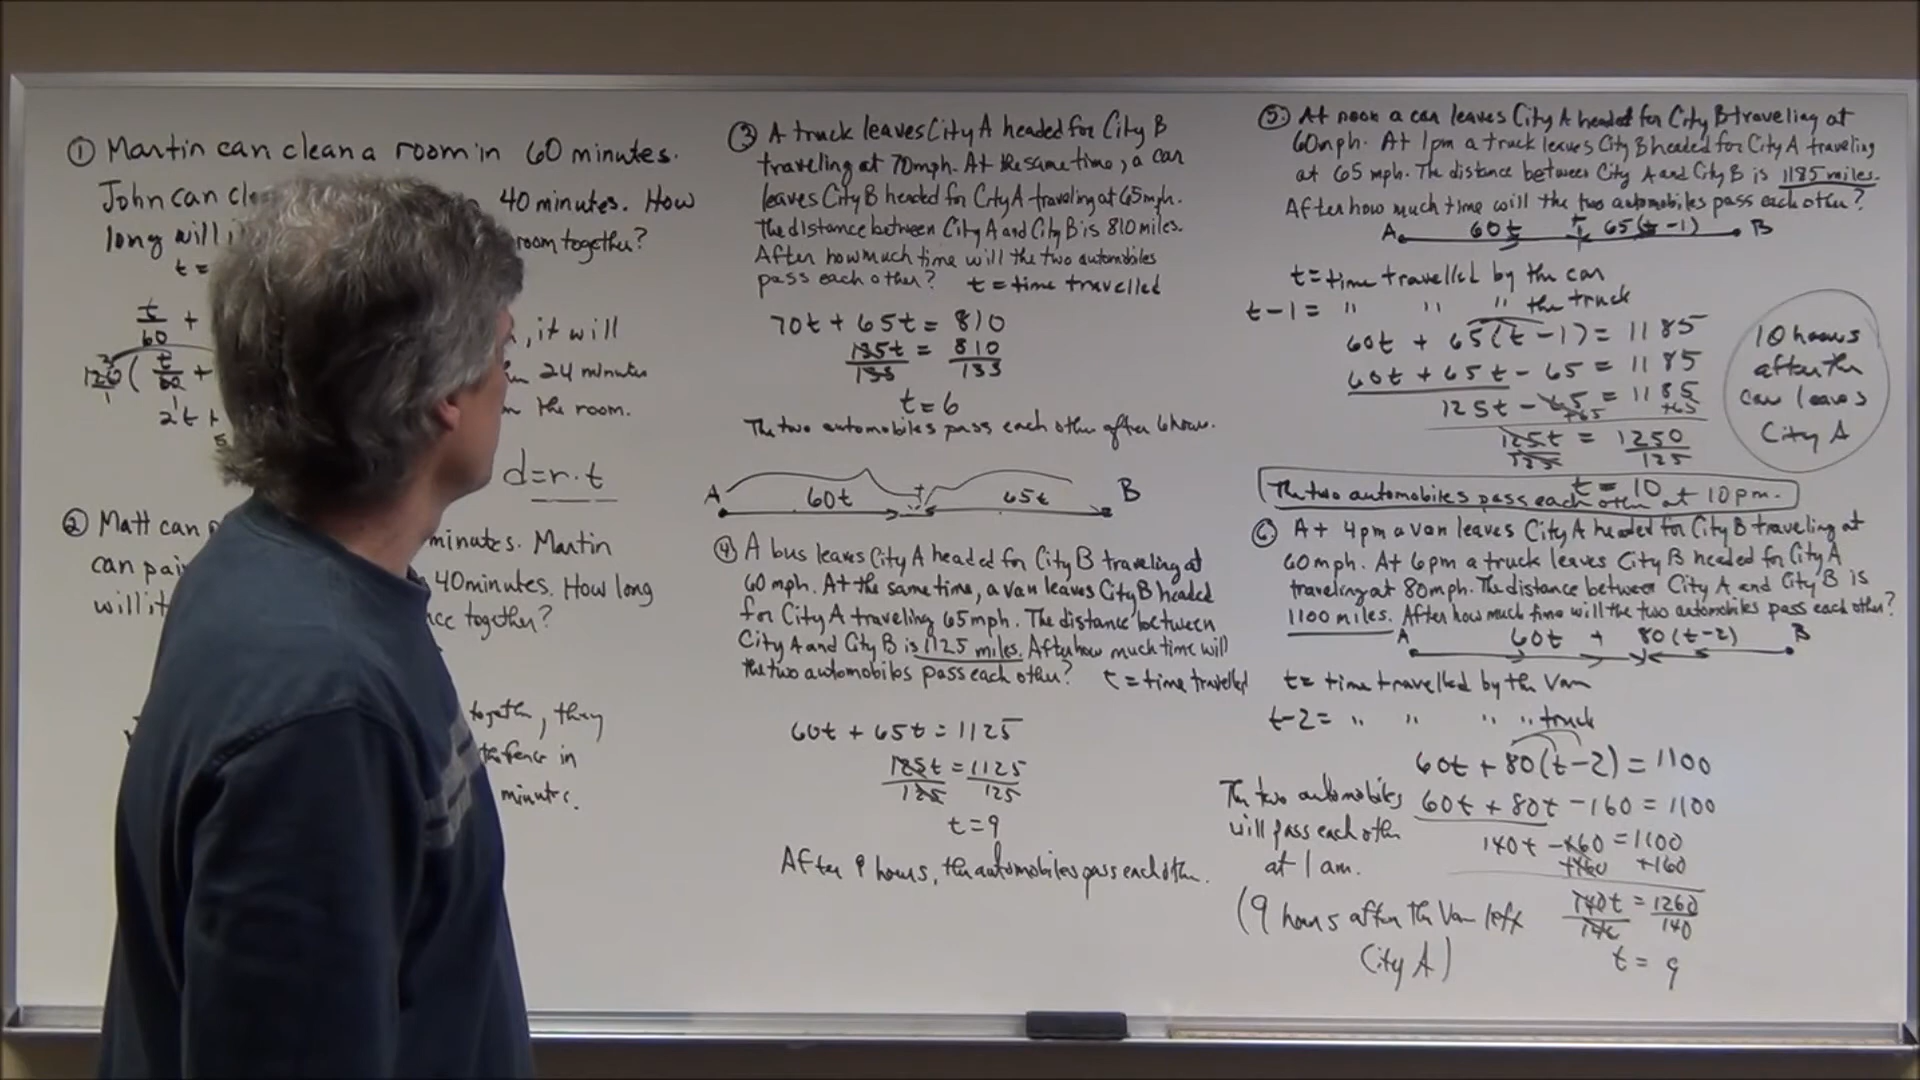 ① Martin can clean a room in 60 minutes.
John can cle 40 minutes. How
long will i room together?
t =
t/60 +
, it will
120 ( t/60 +
24 minutes
2t +
the room.
d = r · t
② Matt can p minutes. Martin
can pai 40 minutes. How long
will it nce together?
together, they
the fence in
minutes.
③ A truck leaves City A headed for City B
traveling at 70mph. At the same time, a car
leaves City B headed for City A traveling at 65mph.
The distance between City A and City B is 810 miles.
After how much time will the two automobiles
pass each other? t = time travelled
70t + 65t = 810
135t = 810
135 135
t = 6
The two automobiles pass each other after 6 hours.
A 60t 65t B
④ A bus leaves City A headed for City B traveling at
60 mph. At the same time, a van leaves City B headed
for City A traveling 65mph. The distance between
City A and City B is 1125 miles. After how much time will
the two automobiles pass each other? t = time travelled
60t + 65t = 1125
125t = 1125
125 125
t = 9
After 9 hours, the automobiles pass each other.
⑤ At noon a car leaves City A headed for City B traveling at
60mph. At 1pm a truck leaves City B headed for City A traveling
at 65 mph. The distance between City A and City B is 1185 miles.
After how much time will the two automobiles pass each other?
A 60t + 65(t-1) B
t = time travelled by the car
t-1 = " " " the truck
60t + 65(t-1) = 1185
60t + 65t - 65 = 1185
125t - 65 = 1185
+65 +65
125t = 1250
125 125
t = 10
10 hours
after the
car leaves
City A
The two automobiles pass each other at 10pm.
⑥ At 4pm a van leaves City A headed for City B traveling at
60mph. At 6pm a truck leaves City B headed for City A
traveling at 80mph. The distance between City A and City B is
1100 miles. After how much time will the two automobiles pass each other?
A 60t + 80(t-2) B
t = time travelled by the van
t-2 = " " " " truck
60t + 80(t-2) = 1100
60t + 80t - 160 = 1100
140t - 160 = 1100
+160 +160
140t = 1260
140 140
t = 9
The two automobiles
will pass each other
at 1 am.
(9 hours after the Van left
City A)